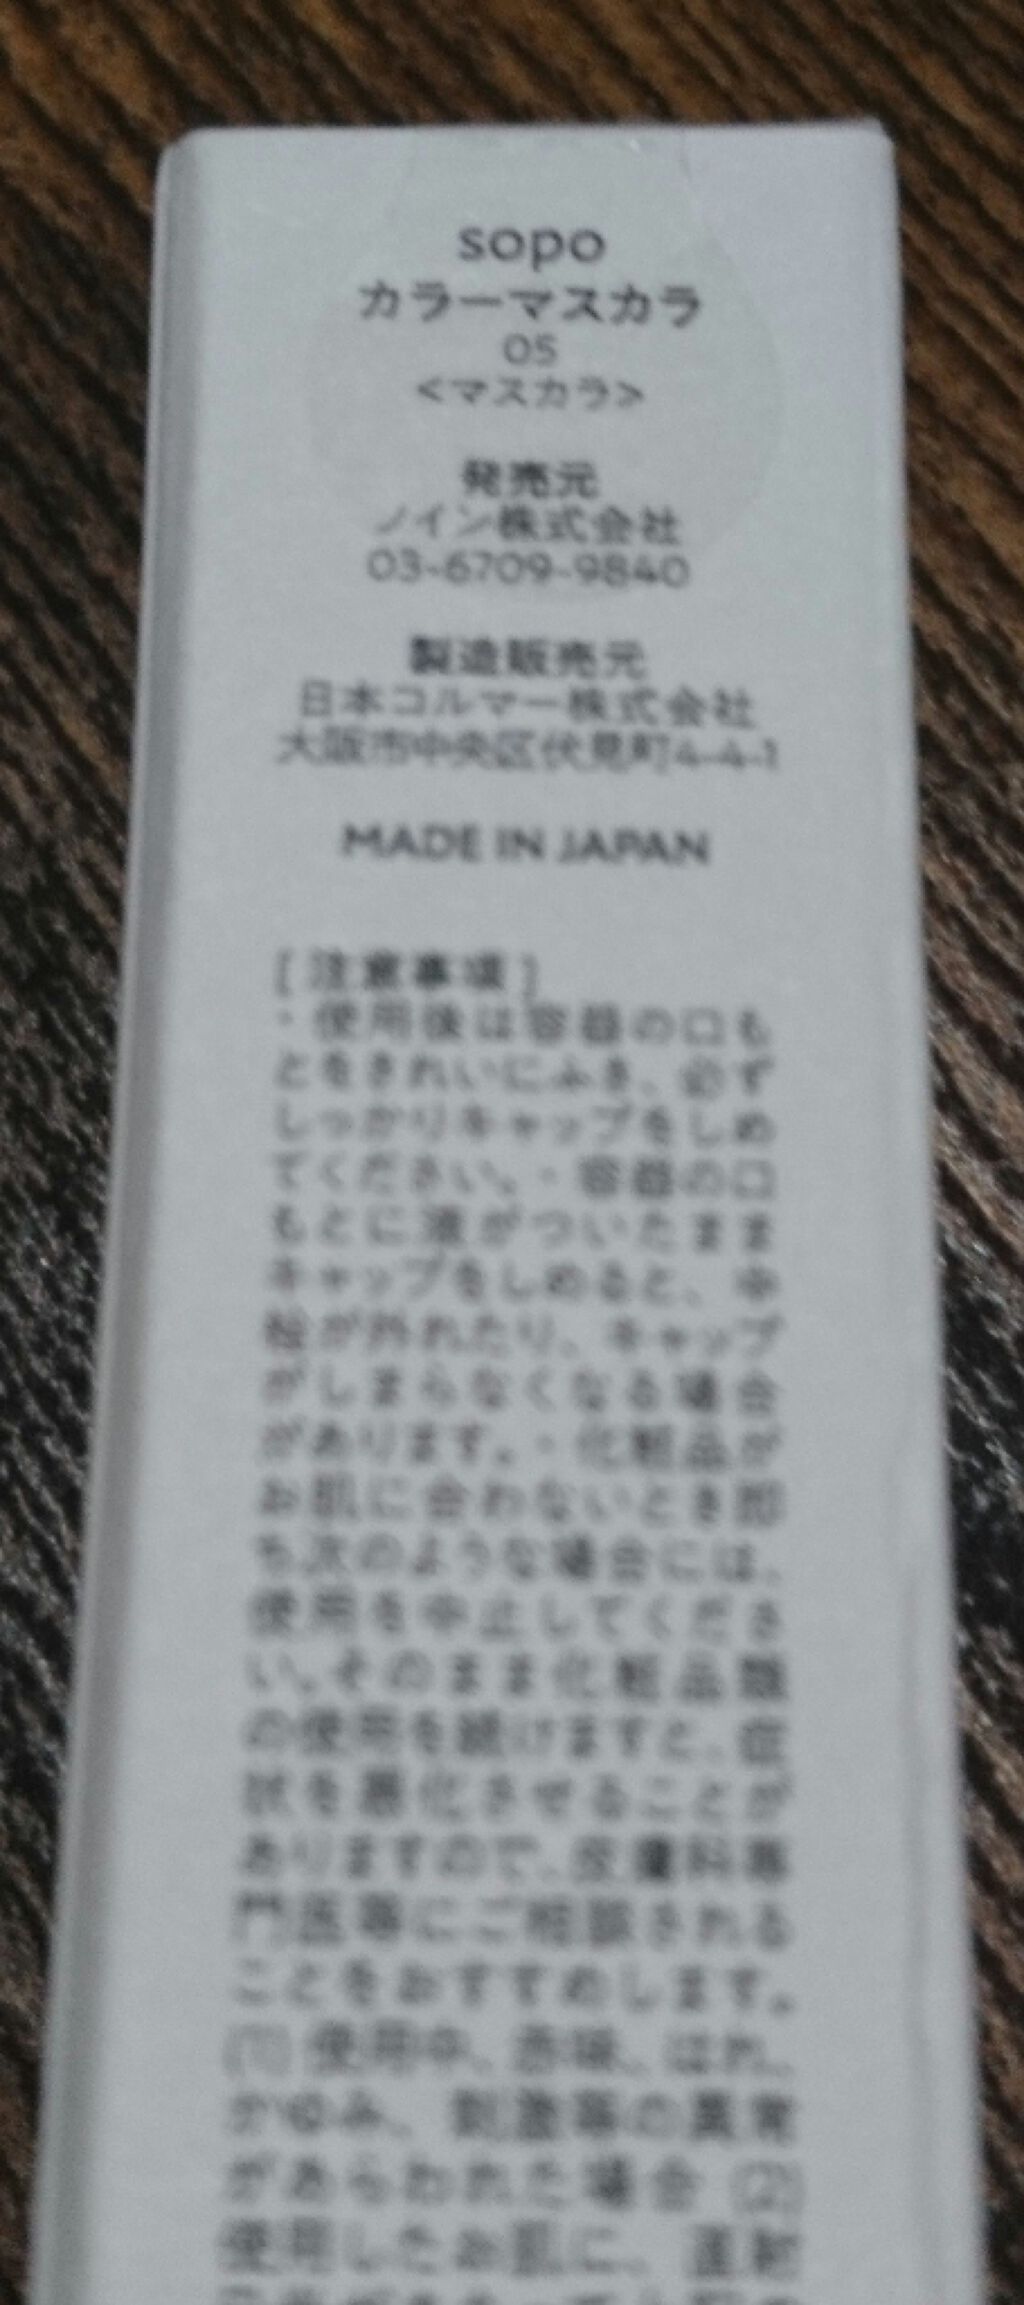 sopo
カラーマスカラ
05
<マスカラ>
発売元
ノイン株式会社
03-6709-9840
製造販売元
日本コルマー株式会社
大阪市中央区伏見町4-4-1
MADE IN JAPAN
[注意事項]
・使用後は容器の口も
とをきれいにふき、必ず
しっかりキャップをしめ
てください。・容器の口
もとに液がついたまま
キャップをしめると、中
栓が外れたり、キャップ
がしまらなくなる場合
があります。・化粧品が
お肌に合わないとき即
ち次のような場合には、
使用を中止してくださ
い。そのまま化粧品類
の使用を続けますと、症
状を悪化させることが
ありますので、皮膚科専
門医等にご相談される
ことをおすすめします。
(1)使用中、赤味、はれ、
かゆみ、刺激等の異常
があらわれた場合 (2)
使用したお肌に、直射